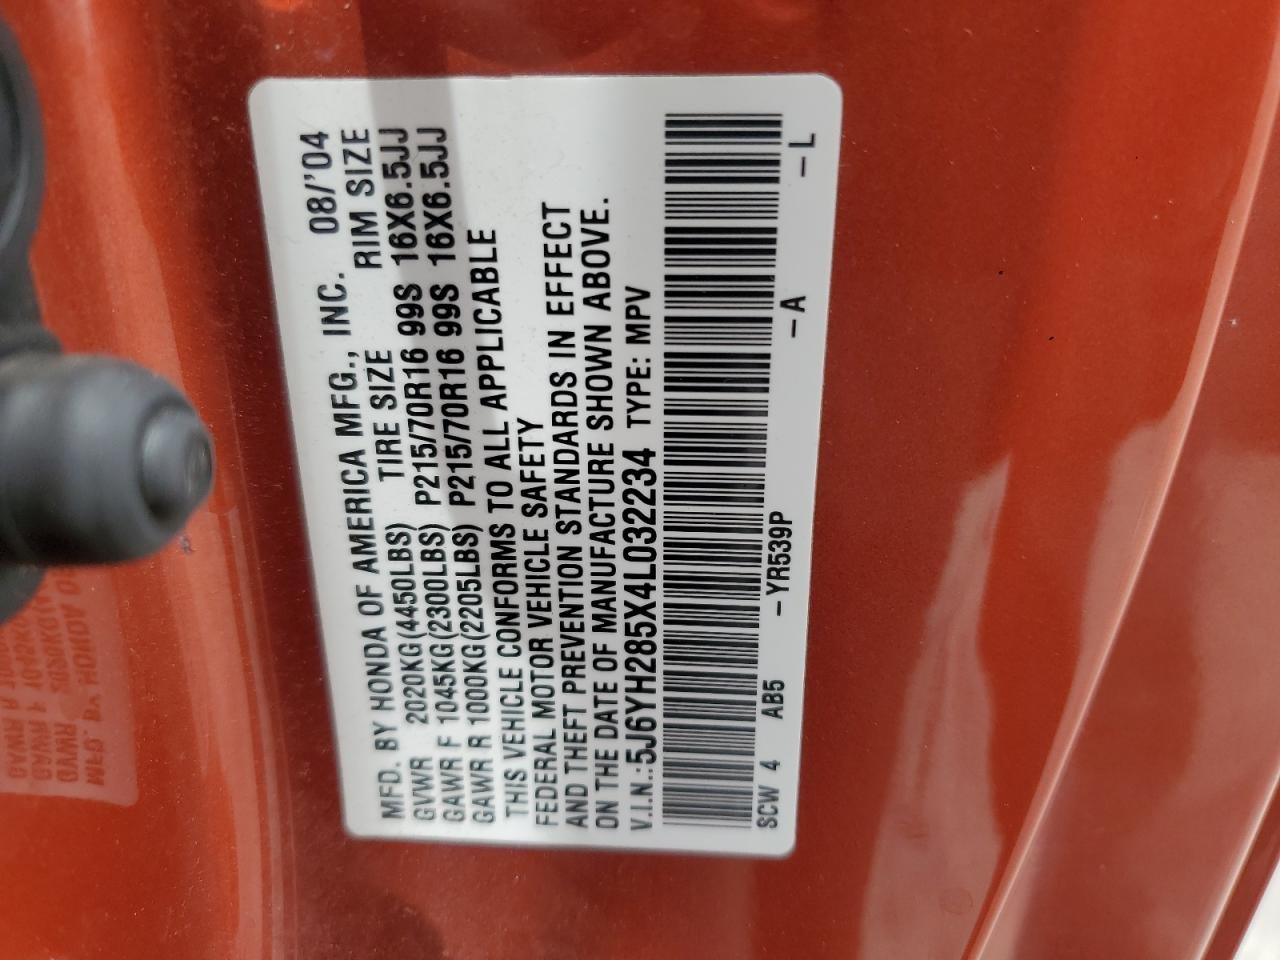 MFD. BY HONDA OF AMERICA MFG., INC. 08/'04
TIRE SIZE RIM SIZE
GVWR 2020KG(4450LBS)
GAWR F 1045KG(2300LBS) P215/70R16 99S 16X6.5JJ
GAWR R 1000KG(2205LBS) P215/70R16 99S 16X6.5JJ
THIS VEHICLE CONFORMS TO ALL APPLICABLE
FEDERAL MOTOR VEHICLE SAFETY
AND THEFT PREVENTION STANDARDS IN EFFECT
ON THE DATE OF MANUFACTURE SHOWN ABOVE.
V.I.N.:5J6YH285X4L032234 TYPE: MPV
SCW 4 AB5 -YR539P -A -L